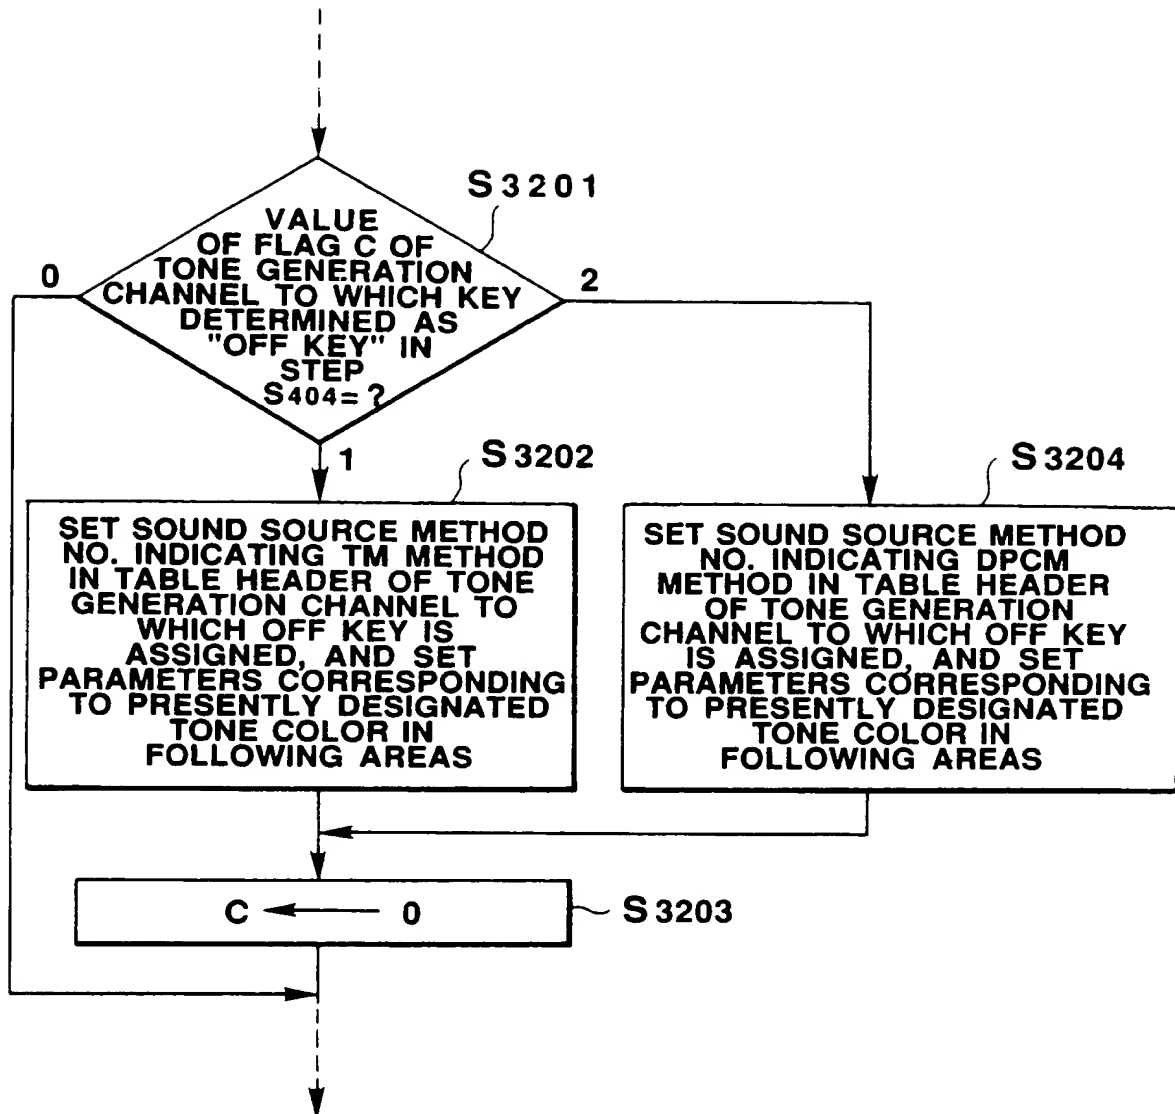 S3201
VALUE
OF FLAG C OF
TONE GENERATION
CHANNEL TO WHICH KEY
DETERMINED AS
"OFF KEY" IN
STEP
S404=?
0
2
1
S3202
SET SOUND SOURCE METHOD
NO. INDICATING TM METHOD
IN TABLE HEADER OF TONE
GENERATION CHANNEL TO
WHICH OFF KEY IS
ASSIGNED, AND SET
PARAMETERS CORRESPONDING
TO PRESENTLY DESIGNATED
TONE COLOR IN
FOLLOWING AREAS
S3204
SET SOUND SOURCE METHOD
NO. INDICATING DPCM
METHOD IN TABLE HEADER
OF TONE GENERATION
CHANNEL TO WHICH OFF KEY
IS ASSIGNED, AND SET
PARAMETERS CORRESPONDING
TO PRESENTLY DESIGNATED
TONE COLOR IN
FOLLOWING AREAS
C ← 0
S3203